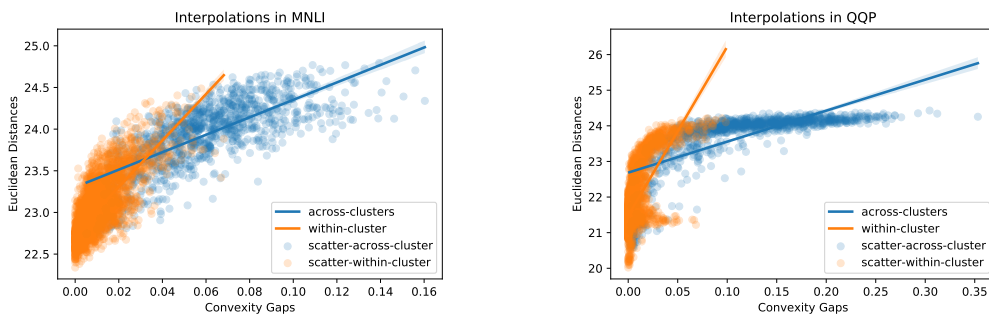 Interpolations in MNLI
Euclidean Distances
25.0
24.5
24.0
23.5
23.0
22.5
0.00 0.02 0.04 0.06 0.08 0.10 0.12 0.14 0.16
Convexity Gaps
across-clusters
within-cluster
scatter-across-cluster
scatter-within-cluster
Interpolations in QQP
Euclidean Distances
26
25
24
23
22
21
20
0.00 0.05 0.10 0.15 0.20 0.25 0.30 0.35
Convexity Gaps
across-clusters
within-cluster
scatter-across-cluster
scatter-within-cluster